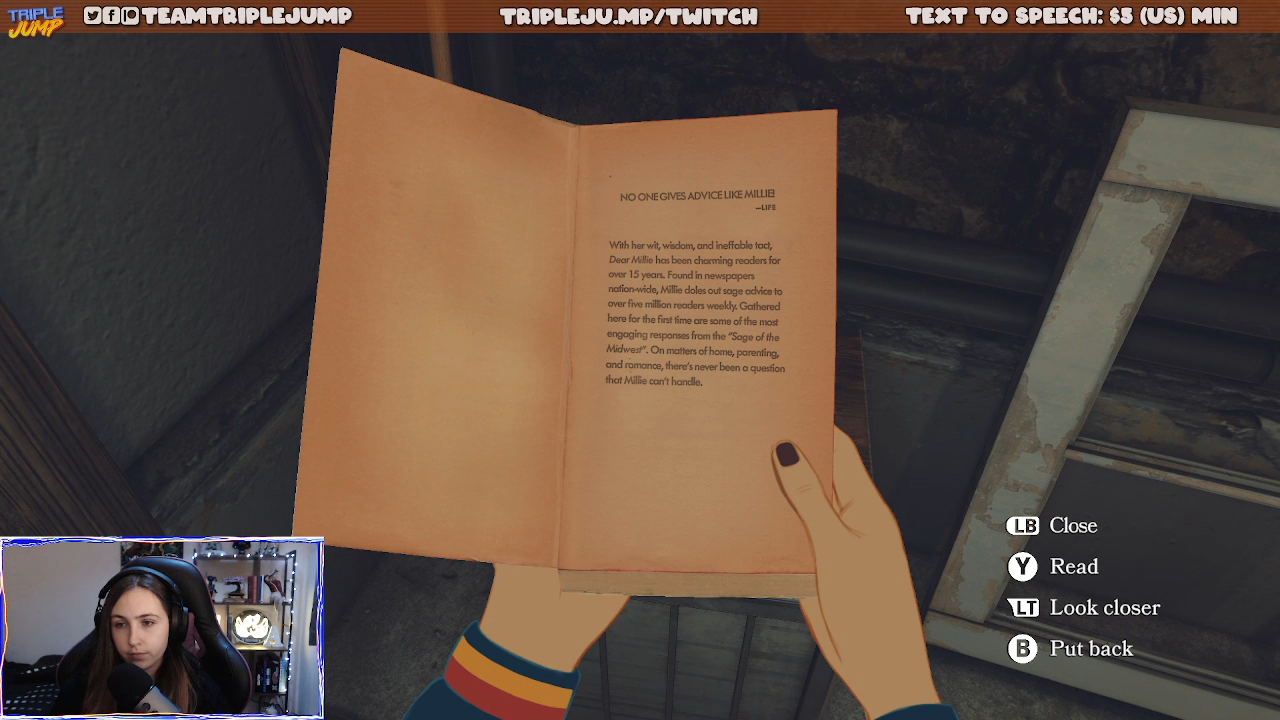 TRIPLE
JUMP
TEAMTRIPLEJUMP
TRIPLEJU.MP/TWITCH
TEXT TO SPEECH: $5 (US) MIN
NO ONE GIVES ADVICE LIKE MILLIE!
—LIFE
With her wit, wisdom, and ineffable tact,
Dear Millie has been charming readers for
over 15 years. Found in newspapers
nation-wide, Millie doles out sage advice to
over five million readers weekly. Gathered
here for the first time are some of the most
engaging responses from the "Sage of the
Midwest". On matters of home, parenting,
and romance, there's never been a question
that Millie can't handle.
LB Close
Y Read
LT Look closer
B Put back